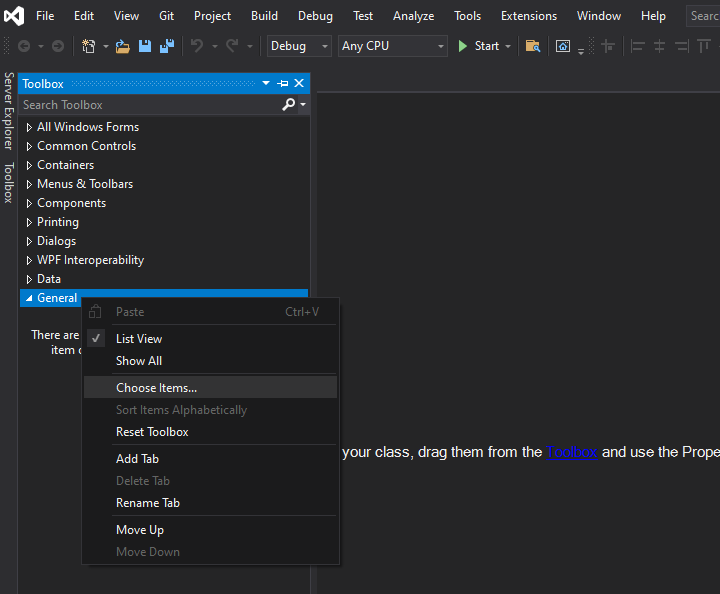 File Edit View Git Project Build Debug Test Analyze Tools Extensions Window Help Searc
Debug Any CPU Start
Server Explorer
Toolbox
Toolbox
Search Toolbox
All Windows Forms
Common Controls
Containers
Menus & Toolbars
Components
Printing
Dialogs
WPF Interoperability
Data
General
There are
item
Paste Ctrl+V
List View
Show All
Choose Items...
Sort Items Alphabetically
Reset Toolbox
Add Tab
Delete Tab
Rename Tab
Move Up
Move Down
your class, drag them from the Toolbox and use the Prope